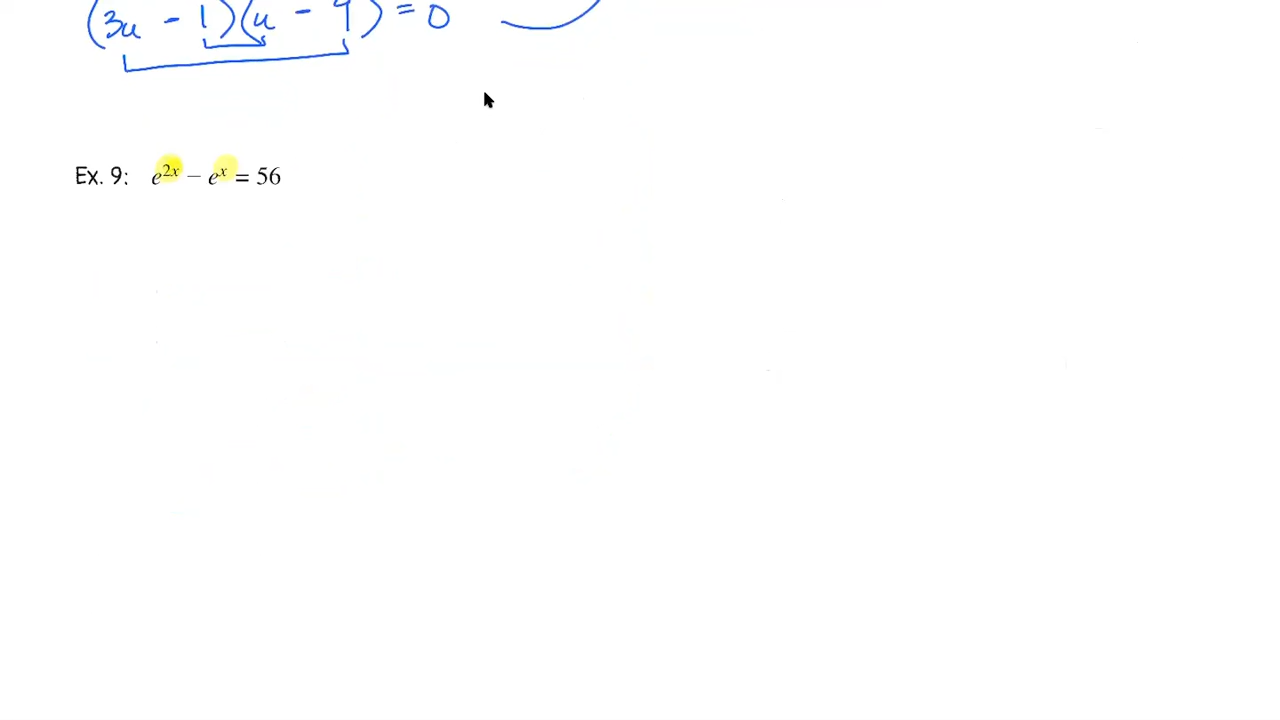 (3u - 1)(u - 9) = 0
Ex. 9: e^{2x} − e^x = 56